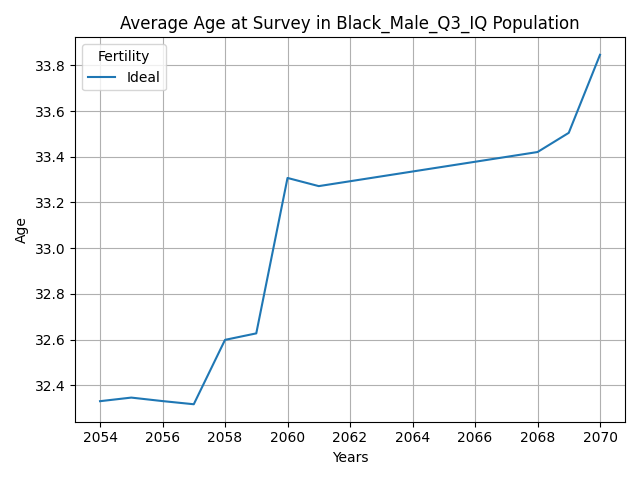 Average Age at Survey in Black_Male_Q3_IQ Population
Fertility
Ideal
33.8
33.6
33.4
33.2
33.0
32.8
32.6
32.4
Age
2054 2056 2058 2060 2062 2064 2066 2068 2070
Years